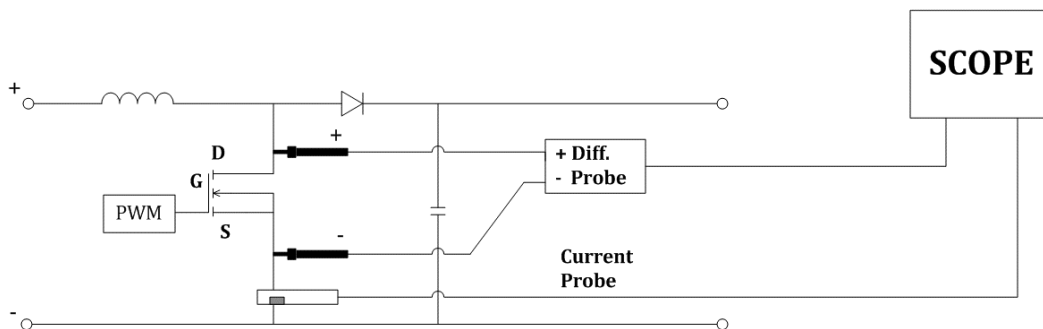 SCOPE
+
+
D
+ Diff.
- Probe
G
PWM
S
-
Current
Probe
-